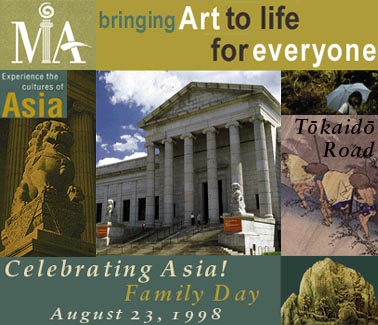 MIA
bringing Art to life
for everyone
Experience the
cultures of
Asia
Tōkaidō
Road
Celebrating Asia!
Family Day
August 23, 1998